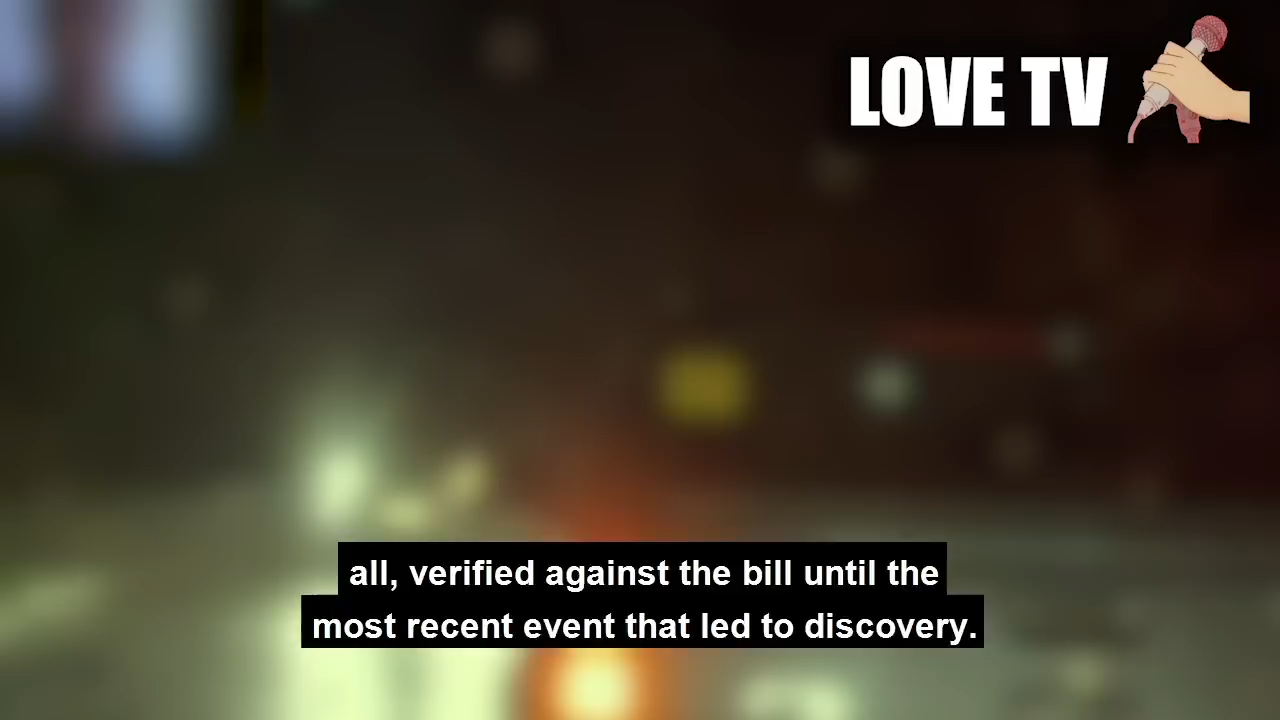 LOVE TV
all, verified against the bill until the
most recent event that led to discovery.